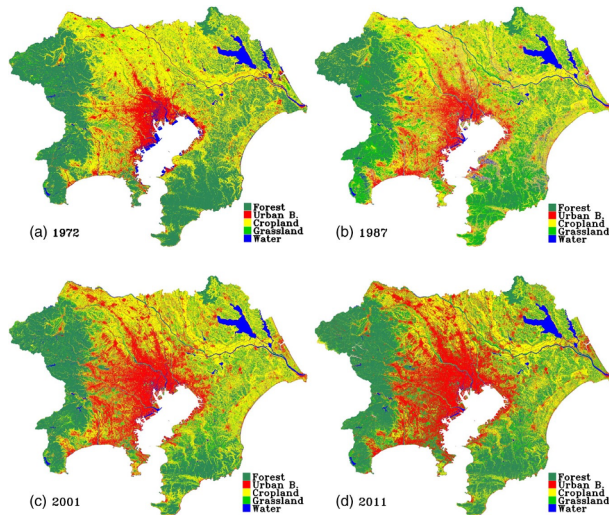 Forest
Urban B.
Cropland
Grassland
Water
(a) 1972
Forest
Urban B.
Cropland
Grassland
Water
(b) 1987
Forest
Urban B.
Cropland
Grassland
Water
(c) 2001
Forest
Urban B.
Cropland
Grassland
Water
(d) 2011